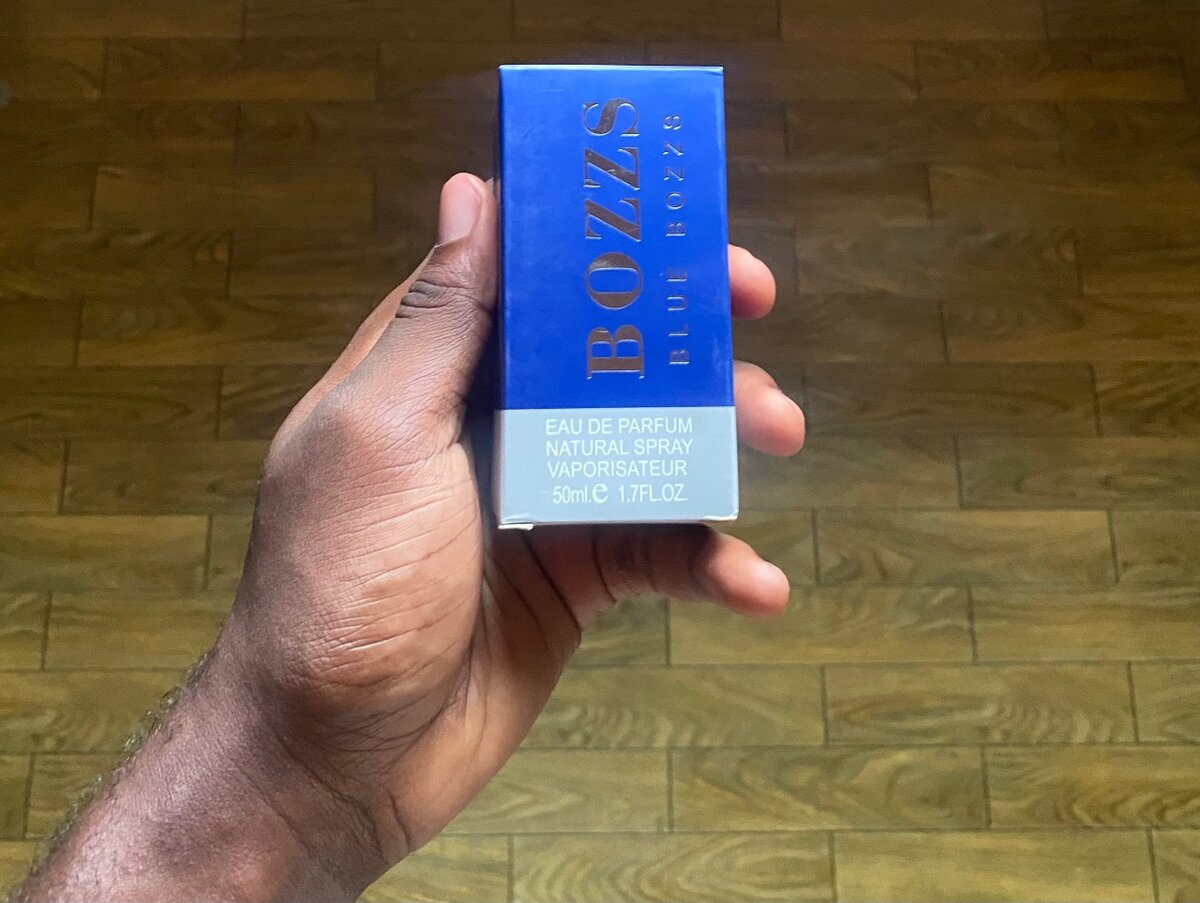 BOZZS
BLUE BOZZS
EAU DE PARFUM
NATURAL SPRAY
VAPORISATEUR
50ml.e 1.7FL.OZ.